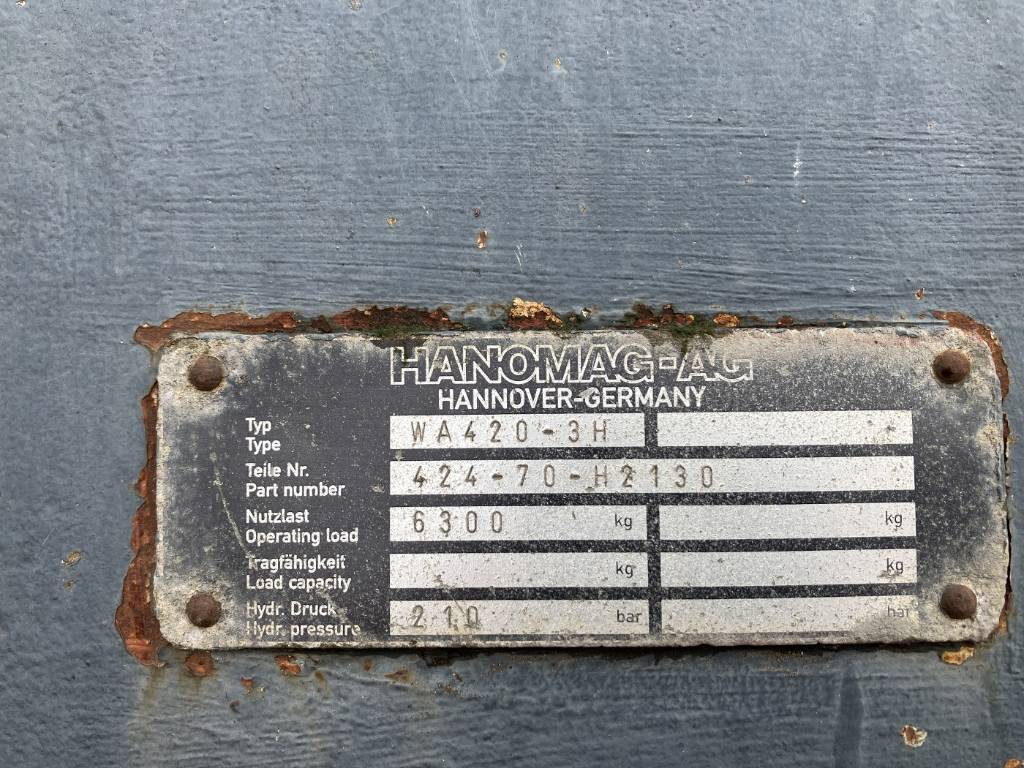 HANOMAG-AG
HANNOVER-GERMANY
Typ
Type WA420-3H
Teile Nr.
Part number 424-70-H2130
Nutzlast
Operating load 6300 kg kg
Tragfähigkeit
Load capacity kg kg
Hydr. Druck
Hydr. pressure 210 bar bar